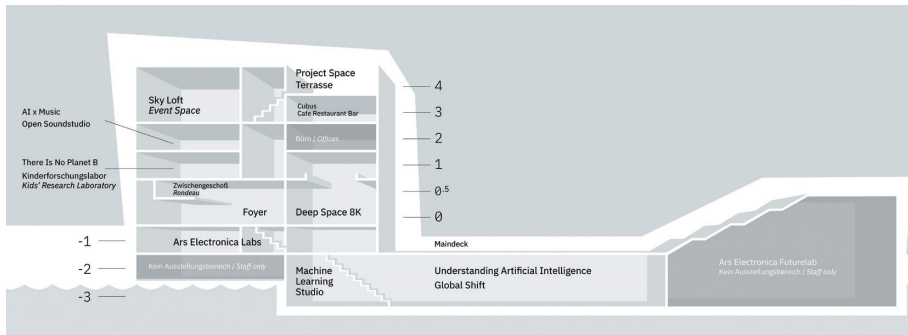 Project Space
Terrasse
4
Sky Loft
Event Space
Cubus
Cafe Restaurant Bar
3
AI x Music
Open Soundstudio
Büro / Offices
2
There Is No Planet B
Kinderforschungslabor
Kids' Research Laboratory
1
Zwischengeschoß
Rondeau
0.5
Foyer
Deep Space 8K
0
-1
Ars Electronica Labs
Maindeck
-2
Kein Ausstellungsbereich / Staff only
Machine
Learning
Studio
Understanding Artificial Intelligence
Global Shift
Ars Electronica Futurelab
Kein Ausstellungsbereich / Staff only
-3